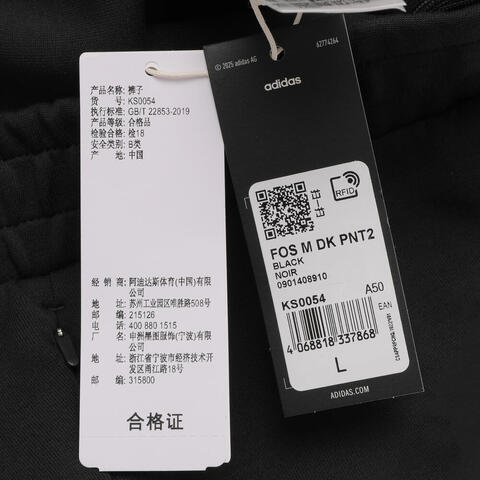 产品名称: 裤子
货 号: KS0054
执行标准: GB/T 22853-2019
产品等级: 合格品
检验合格: 检18
安全类别: B类
产 地: 中国
经 销 商: 阿迪达斯体育(中国)有限公司
地 址: 苏州工业园区唯胜路508号
邮 编: 215126
电 话: 400 880 1515
厂 商: 申洲墨图服饰(宁波)有限公司
地 址: 浙江省宁波市经济技术开发区甬江路18号
邮 编: 315800
合格证
© 2025 adidas AG
62774264
adidas
RFID
FOS M DK PNT2
BLACK
NOIR
0901408910
KS0054
A50
EAN
4 068818 337868
L
ADIDAS.COM